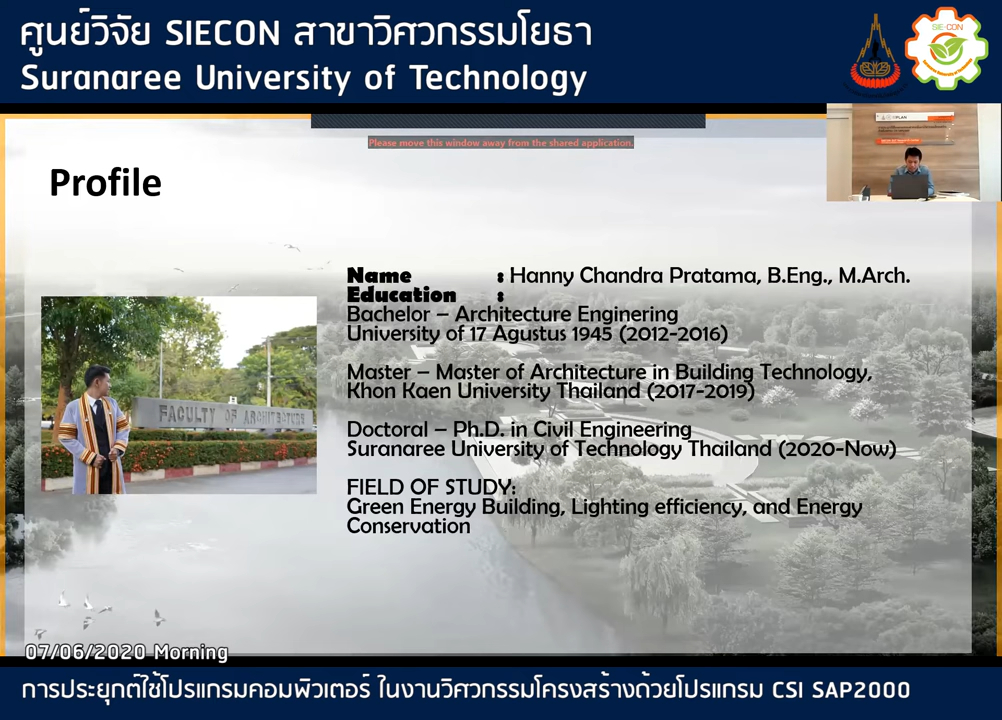 ศูนย์วิจัย SIECON สาขาวิศวกรรมโยธา
Suranaree University of Technology
SIE-CON
Please move this window away from the shared application.
Profile
Name : Hanny Chandra Pratama, B.Eng., M.Arch.
Education :
Bachelor – Architecture Enginering
University of 17 Agustus 1945 (2012-2016)
Master – Master of Architecture in Building Technology,
Khon Kaen University Thailand (2017-2019)
Doctoral – Ph.D. in Civil Engineering
Suranaree University of Technology Thailand (2020-Now)
FIELD OF STUDY:
Green Energy Building, Lighting efficiency, and Energy
Conservation
FACULTY OF ARCHITECTURE
07/06/2020 Morning
การประยุกต์ใช้โปรแกรมคอมพิวเตอร์ ในงานวิศวกรรมโครงสร้างด้วยโปรแกรม CSI SAP2000